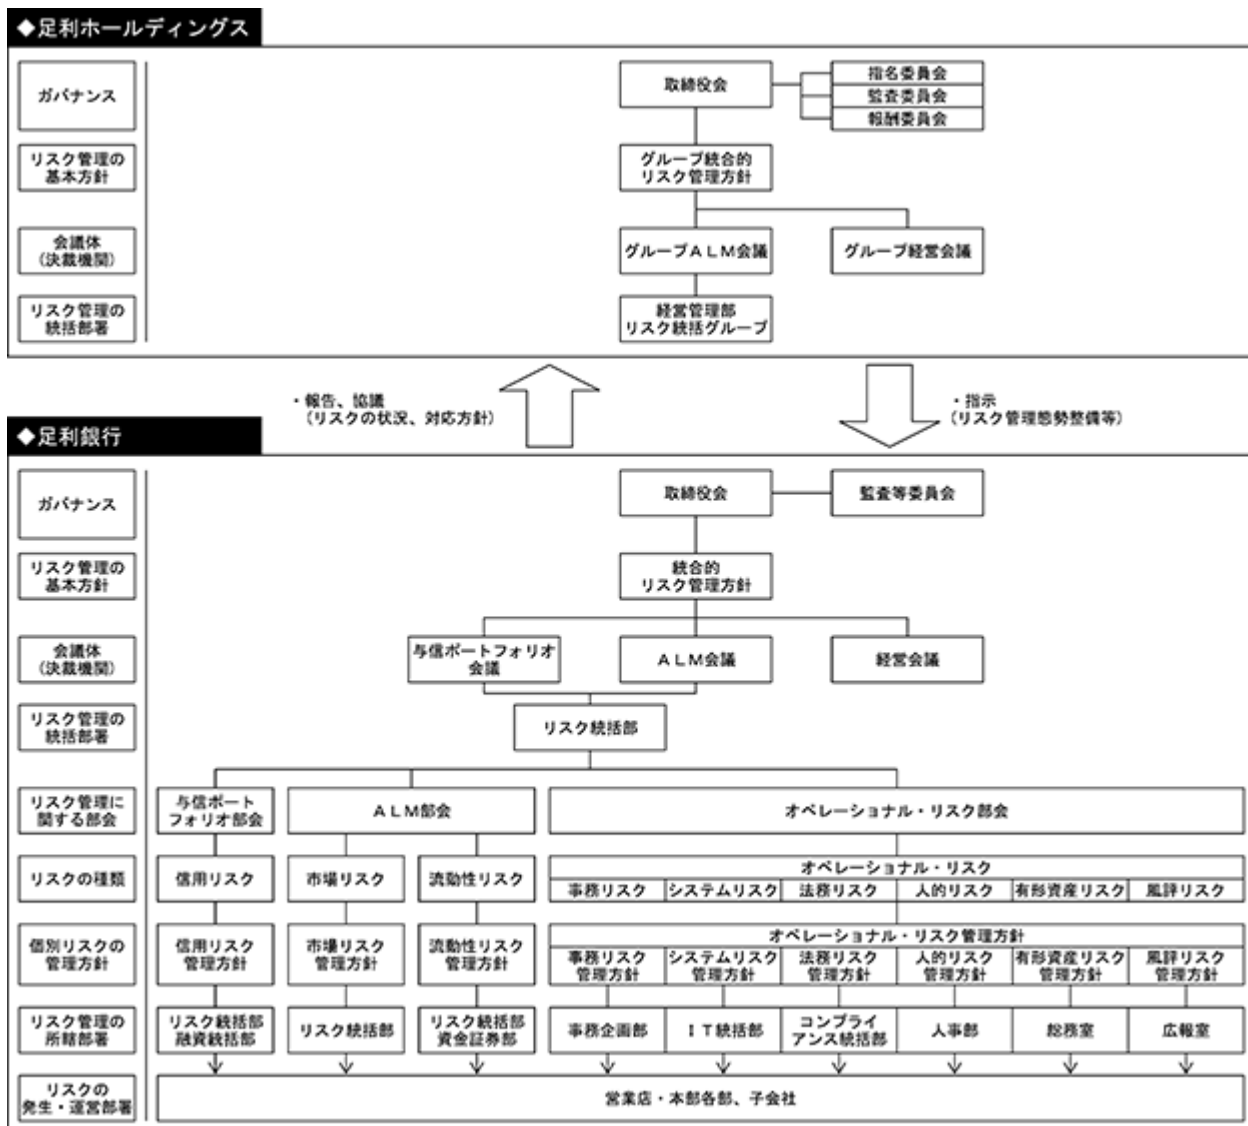 ◆足利ホールディングス
ガバナンス
取締役会
指名委員会
監査委員会
報酬委員会
リスク管理の
基本方針
グループ統合的
リスク管理方針
会議体
(決裁機関)
グループALM会議
グループ経営会議
リスク管理の
統括部署
経営管理部
リスク統括グループ
・報告、協議
(リスクの状況、対応方針)
・指示
(リスク管理態勢整備等)
◆足利銀行
ガバナンス
取締役会
監査等委員会
リスク管理の
基本方針
統合的
リスク管理方針
会議体
(決裁機関)
与信ポートフォリオ
会議
ALM会議
経営会議
リスク管理の
統括部署
リスク統括部
リスク管理に
関する部会
与信ポート
フォリオ部会
ALM部会
オペレーショナル・リスク部会
リスクの種類
信用リスク
市場リスク
流動性リスク
オペレーショナル・リスク
事務リスク
システムリスク
法務リスク
人的リスク
有形資産リスク
風評リスク
個別リスクの
管理方針
信用リスク
管理方針
市場リスク
管理方針
流動性リスク
管理方針
オペレーショナル・リスク管理方針
事務リスク
管理方針
システムリスク
管理方針
法務リスク
管理方針
人的リスク
管理方針
有形資産リスク
管理方針
風評リスク
管理方針
リスク管理の
所轄部署
リスク統括部
融資統括部
リスク統括部
リスク統括部
資金証券部
事務企画部
IT統括部
コンプライ
アンス統括部
人事部
総務室
広報室
リスクの
発生・運営部署
営業店・本部各部、子会社